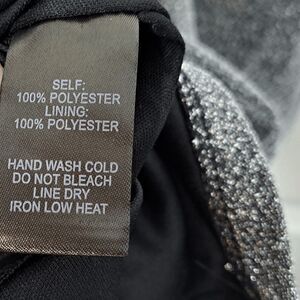 SELF:
100% POLYESTER
LINING:
100% POLYESTER
HAND WASH COLD
DO NOT BLEACH
LINE DRY
IRON LOW HEAT